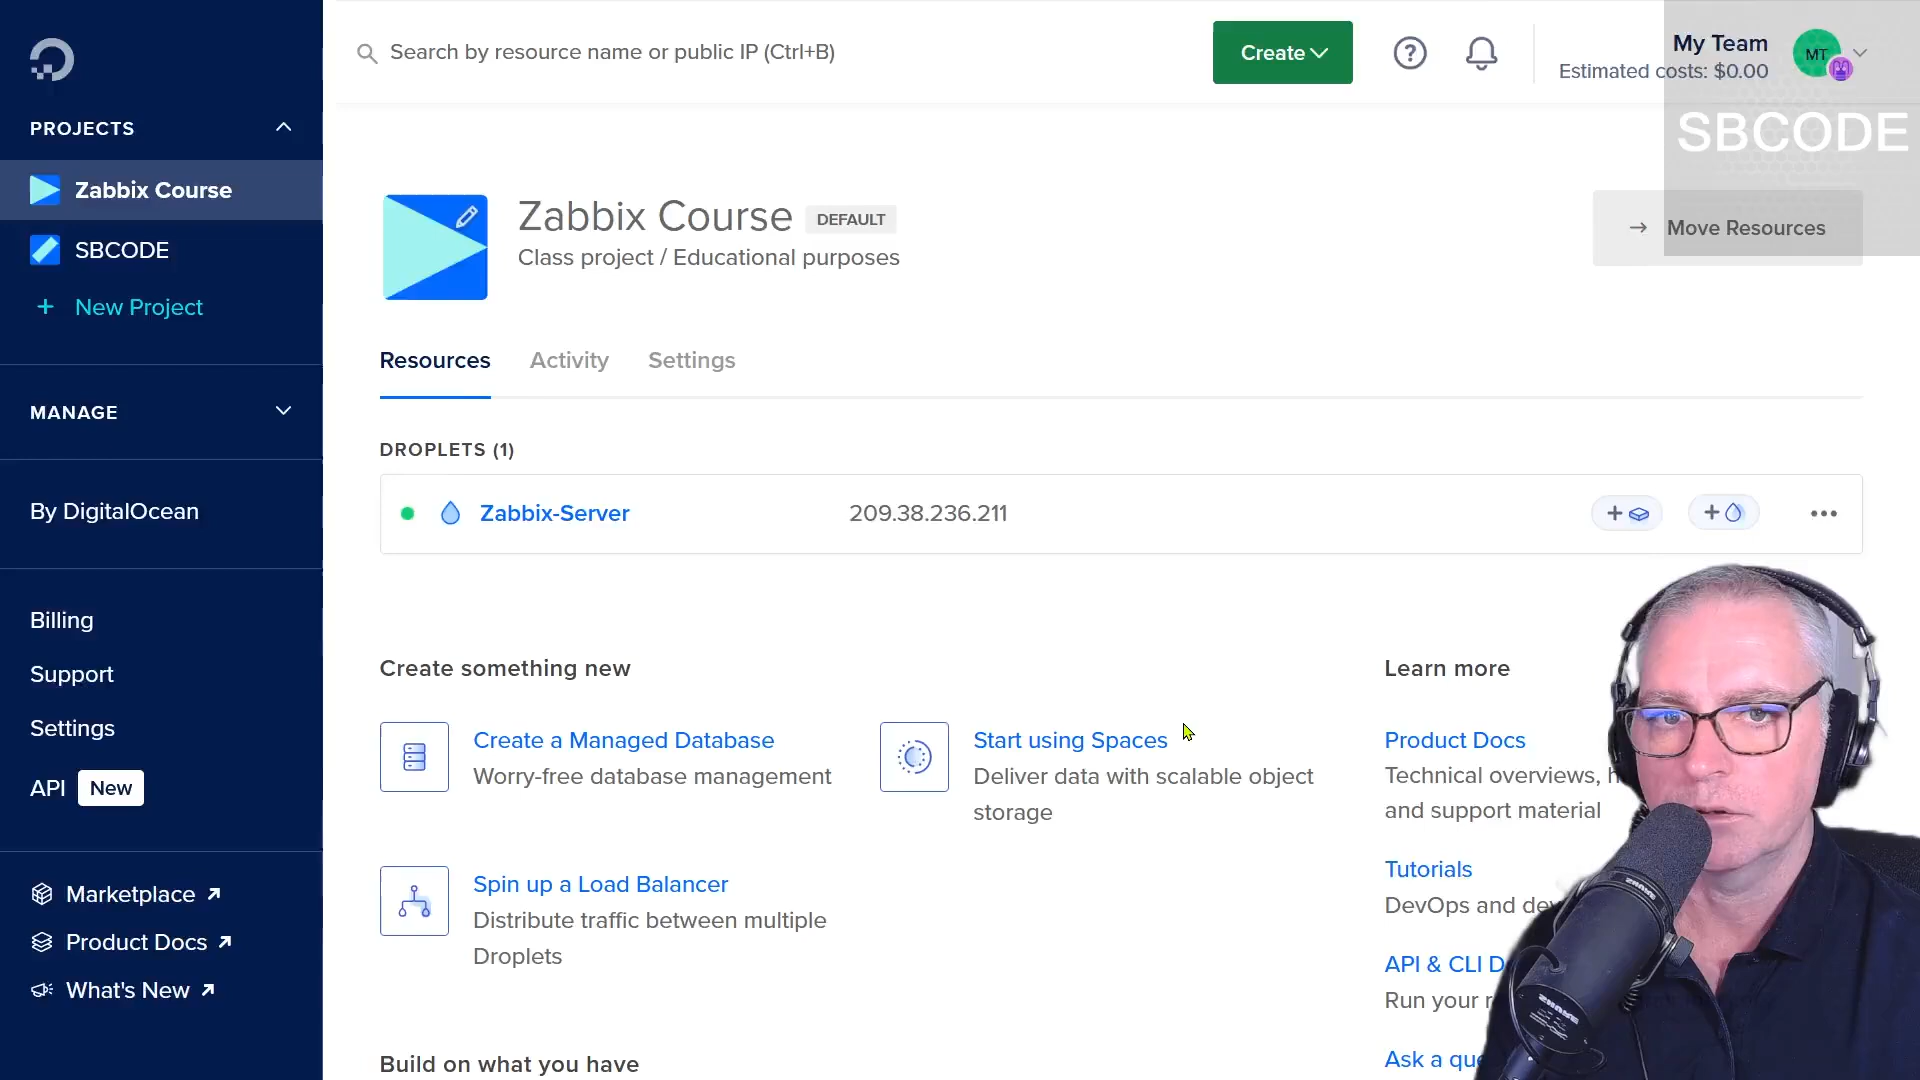 Search by resource name or public IP (Ctrl+B)
Create
My Team
Estimated costs: $0.00
MT
SBCODE
PROJECTS
Zabbix Course
SBCODE
+ New Project
MANAGE
By DigitalOcean
Billing
Support
Settings
API New
Marketplace
Product Docs
What's New
Zabbix Course DEFAULT
Class project / Educational purposes
→ Move Resources
Resources Activity Settings
DROPLETS (1)
Zabbix-Server 209.38.236.211
Create something new
Create a Managed Database
Worry-free database management
Start using Spaces
Deliver data with scalable object
storage
Spin up a Load Balancer
Distribute traffic between multiple
Droplets
Build on what you have
Learn more
Product Docs
Technical overviews, h
and support material
Tutorials
DevOps and dev
API & CLI D
Run your r
Ask a que
SHURE
SHURE